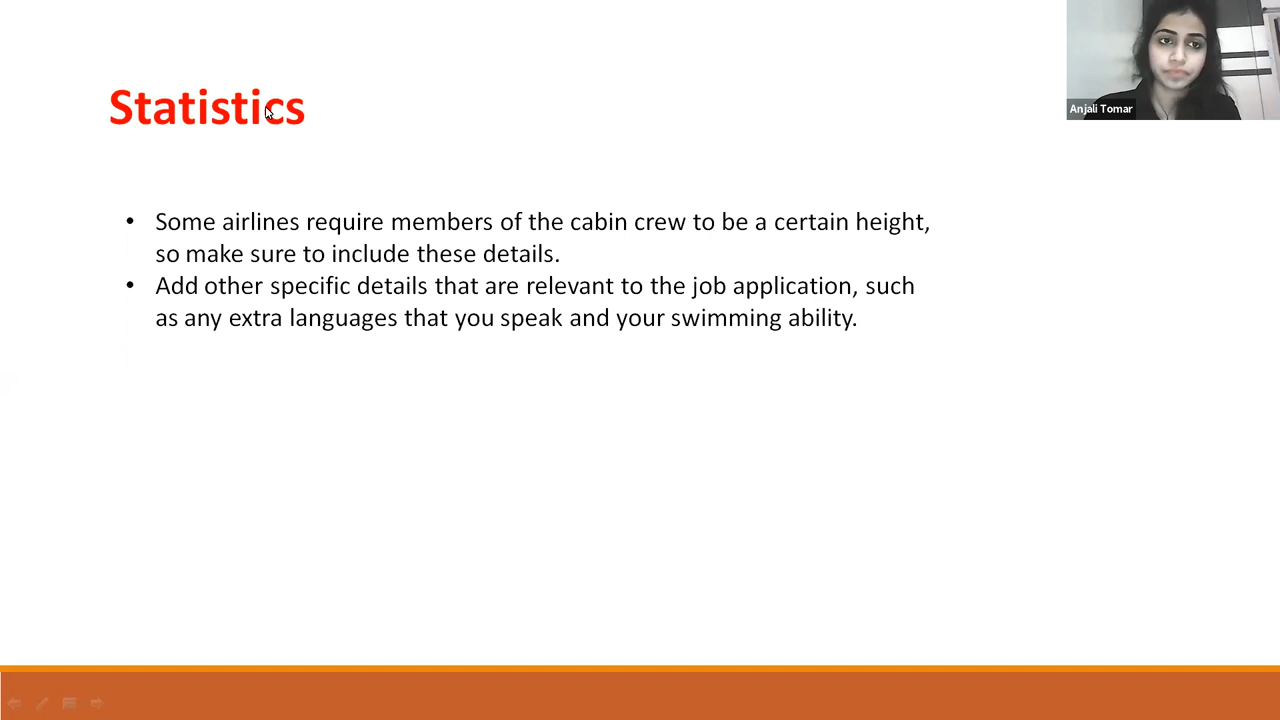 Statistics
Anjali Tomar
• Some airlines require members of the cabin crew to be a certain height,
so make sure to include these details.
• Add other specific details that are relevant to the job application, such
as any extra languages that you speak and your swimming ability.